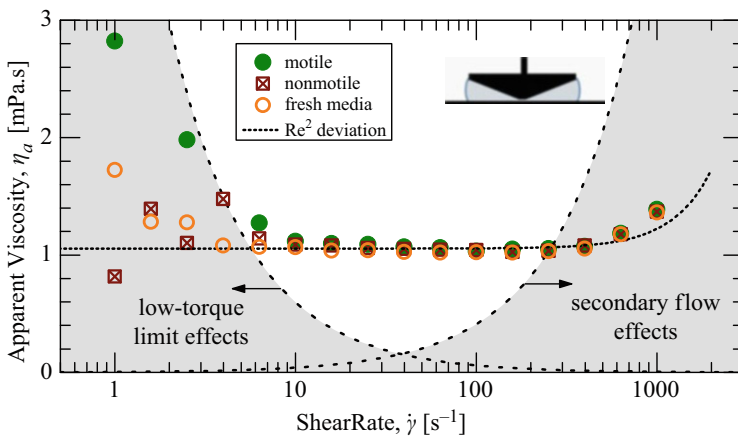 3
2
1
0
Apparent Viscosity, ηₐ [mPa.s]
motile
nonmotile
fresh media
Re² deviation
low-torque
limit effects
secondary flow
effects
1
10
100
1000
ShearRate, γ̇ [s⁻¹]